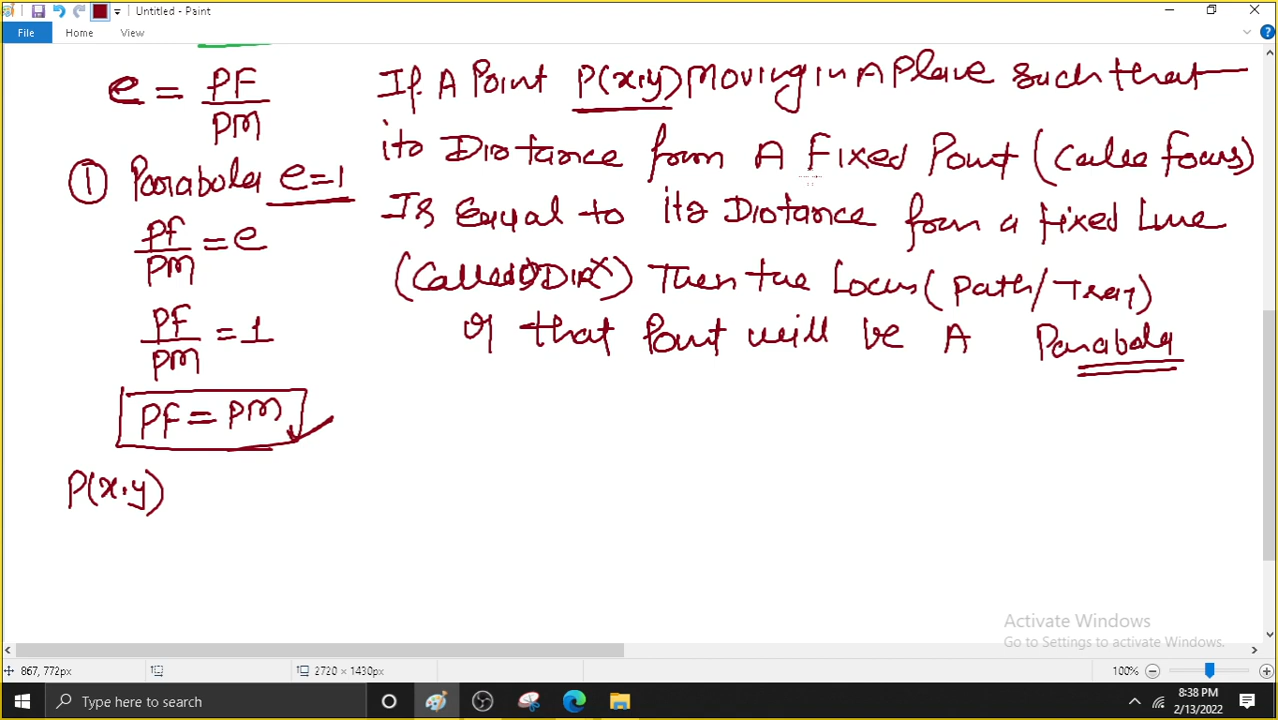 Untitled - Paint
File Home View
e = PF/PM
If A Point P(x,y) Moving in A Plane such that
its Distance from A Fixed Point (Called focus)
① Parabola e=1
Is Equal to its Distance from a fixed Line
PF/PM = e
(Called Dirx) Then the Locus (Path/Tray)
PF/PM = 1
of that Point will be A Parabola
PF = PM
P(x,y)
Activate Windows
Go to Settings to activate Windows.
867, 772px 2720 × 1430px 100%
Type here to search
8:38 PM
2/13/2022